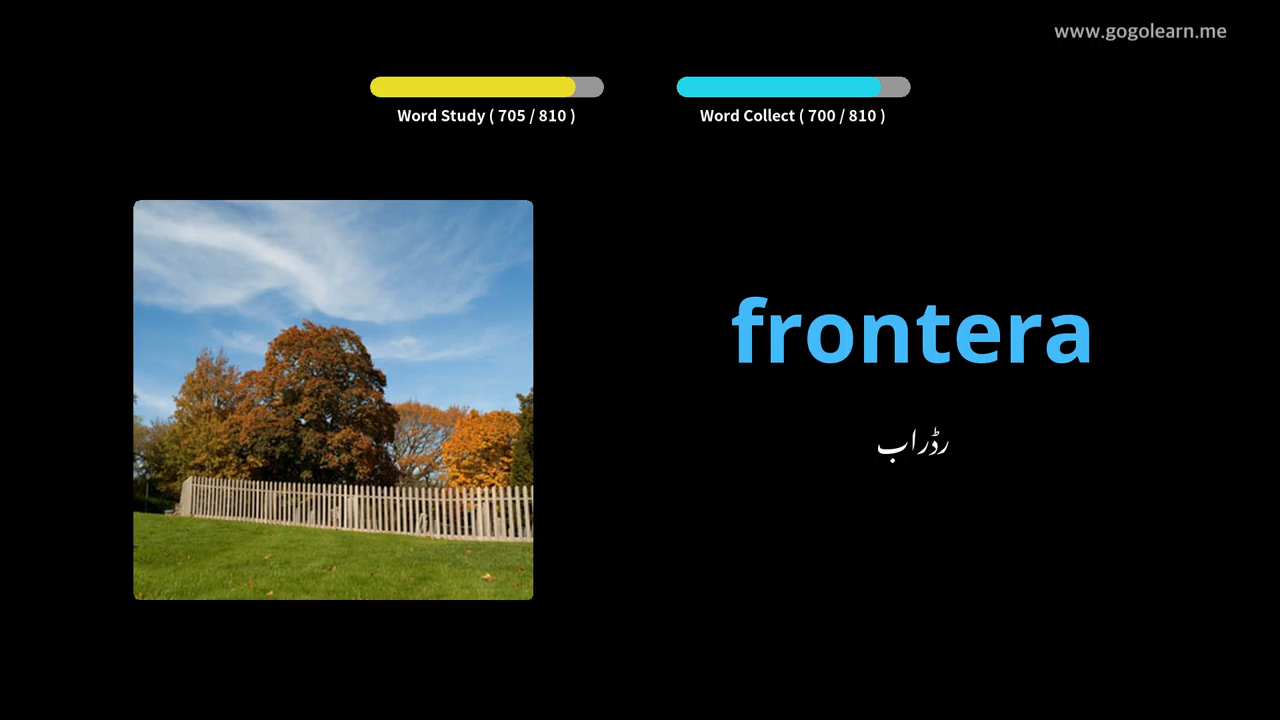 www.gogolearn.me
Word Study ( 705 / 810 )
Word Collect ( 700 / 810 )
frontera
رڈراب